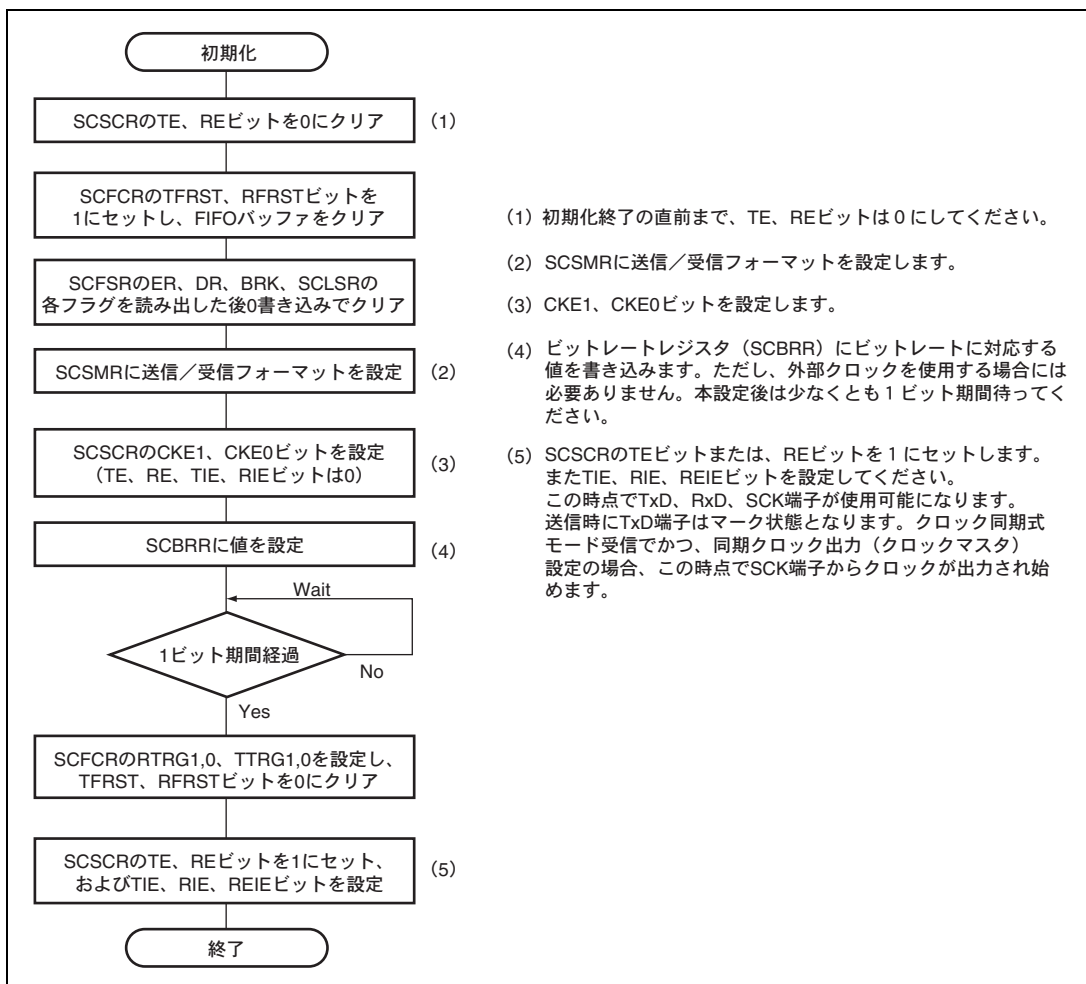 初期化
SCSCRのTE、REビットを0にクリア
(1)
SCFCRのTFRST、RFRSTビットを
1にセットし、FIFOバッファをクリア
SCFSRのER、DR、BRK、SCLSRの
各フラグを読み出した後0書き込みでクリア
SCSMRに送信／受信フォーマットを設定
(2)
SCSCRのCKE1、CKE0ビットを設定
（TE、RE、TIE、RIEビットは0）
(3)
SCBRRに値を設定
(4)
Wait
1ビット期間経過
No
Yes
SCFCRのRTRG1,0、TTRG1,0を設定し、
TFRST、RFRSTビットを0にクリア
SCSCRのTE、REビットを1にセット、
およびTIE、RIE、REIEビットを設定
(5)
終了
(1) 初期化終了の直前まで、TE、REビットは 0 にしてください。
(2) SCSMRに送信／受信フォーマットを設定します。
(3) CKE1、CKE0ビットを設定します。
(4) ビットレートレジスタ（SCBRR）にビットレートに対応する
値を書き込みます。ただし、外部クロックを使用する場合には
必要ありません。本設定後は少なくとも 1 ビット期間待ってく
ださい。
(5) SCSCRのTEビットまたは、REビットを 1 にセットします。
またTIE、RIE、REIEビットを設定してください。
この時点でTxD、RxD、SCK端子が使用可能になります。
送信時にTxD端子はマーク状態となります。クロック同期式
モード受信でかつ、同期クロック出力（クロックマスタ）
設定の場合、この時点でSCK端子からクロックが出力され始
めます。